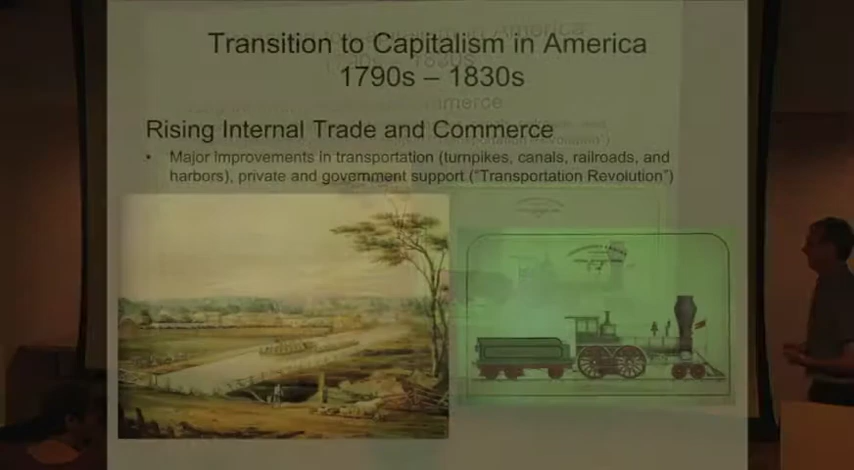 Transition to Capitalism in America
1790s – 1830s
Rising Internal Trade and Commerce
• Major Improvements in transportation (turnpikes, canals, railroads, and
harbors), private and government support ("Transportation Revolution")